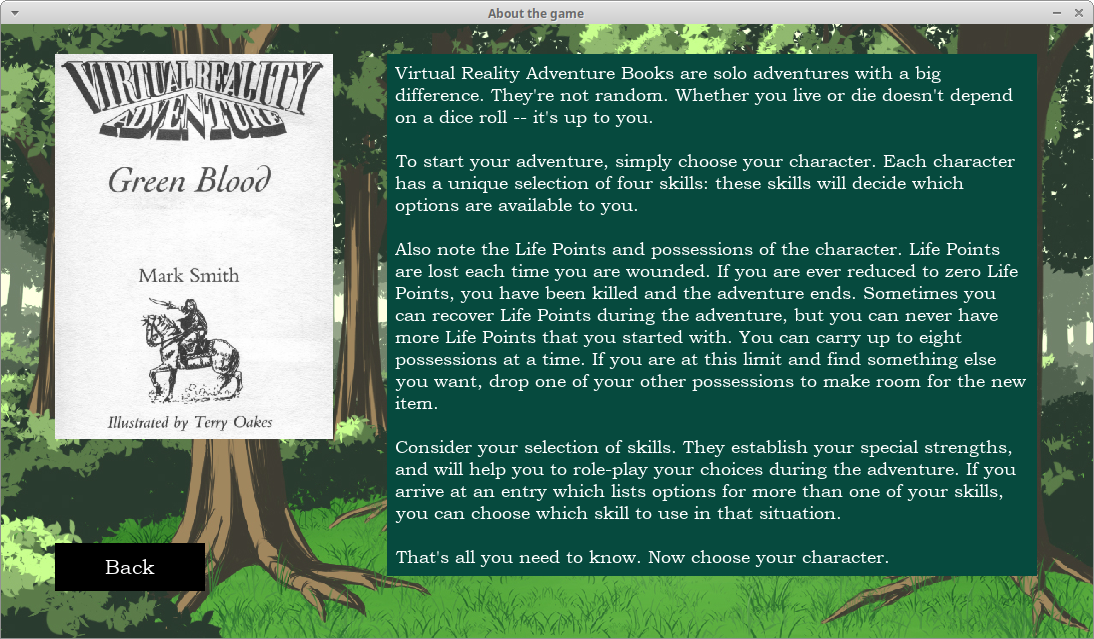 About the game
VIRTUAL REALITY
ADVENTURE
Green Blood
Mark Smith
Illustrated by Terry Oakes
Back
Virtual Reality Adventure Books are solo adventures with a big
difference. They're not random. Whether you live or die doesn't depend
on a dice roll -- it's up to you.
To start your adventure, simply choose your character. Each character
has a unique selection of four skills: these skills will decide which
options are available to you.
Also note the Life Points and possessions of the character. Life Points
are lost each time you are wounded. If you are ever reduced to zero Life
Points, you have been killed and the adventure ends. Sometimes you
can recover Life Points during the adventure, but you can never have
more Life Points that you started with. You can carry up to eight
possessions at a time. If you are at this limit and find something else
you want, drop one of your other possessions to make room for the new
item.
Consider your selection of skills. They establish your special strengths,
and will help you to role-play your choices during the adventure. If you
arrive at an entry which lists options for more than one of your skills,
you can choose which skill to use in that situation.
That's all you need to know. Now choose your character.